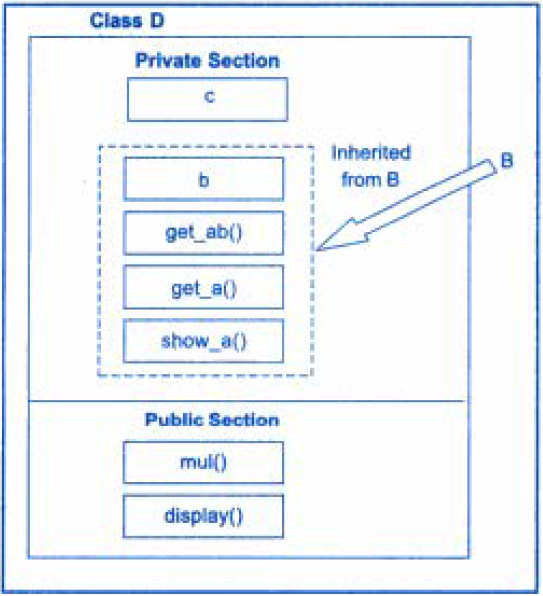 Class D
Private Section
c
Inherited
from B
B
b
get_ab()
get_a()
show_a()
Public Section
mul()
display()